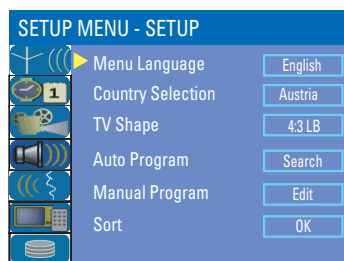 SETUP MENU - SETUP
Menu Language English
Country Selection Austria
TV Shape 4:3 LB
Auto Program Search
Manual Program Edit
Sort OK
1